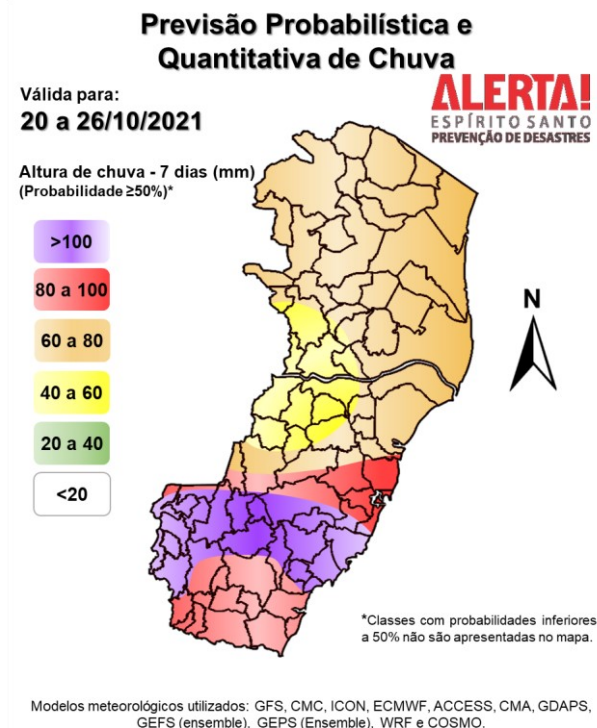 Previsão Probabilística e
Quantitativa de Chuva
Válida para:
20 a 26/10/2021
ALERTA!
ESPÍRITO SANTO
PREVENÇÃO DE DESASTRES
Altura de chuva - 7 dias (mm)
(Probabilidade ≥50%)*
>100
80 a 100
60 a 80
40 a 60
20 a 40
<20
N
*Classes com probabilidades inferiores
a 50% não são apresentadas no mapa.
Modelos meteorológicos utilizados: GFS, CMC, ICON, ECMWF, ACCESS, CMA, GDAPS,
GEFS (ensemble), GEPS (Ensemble), WRF e COSMO.